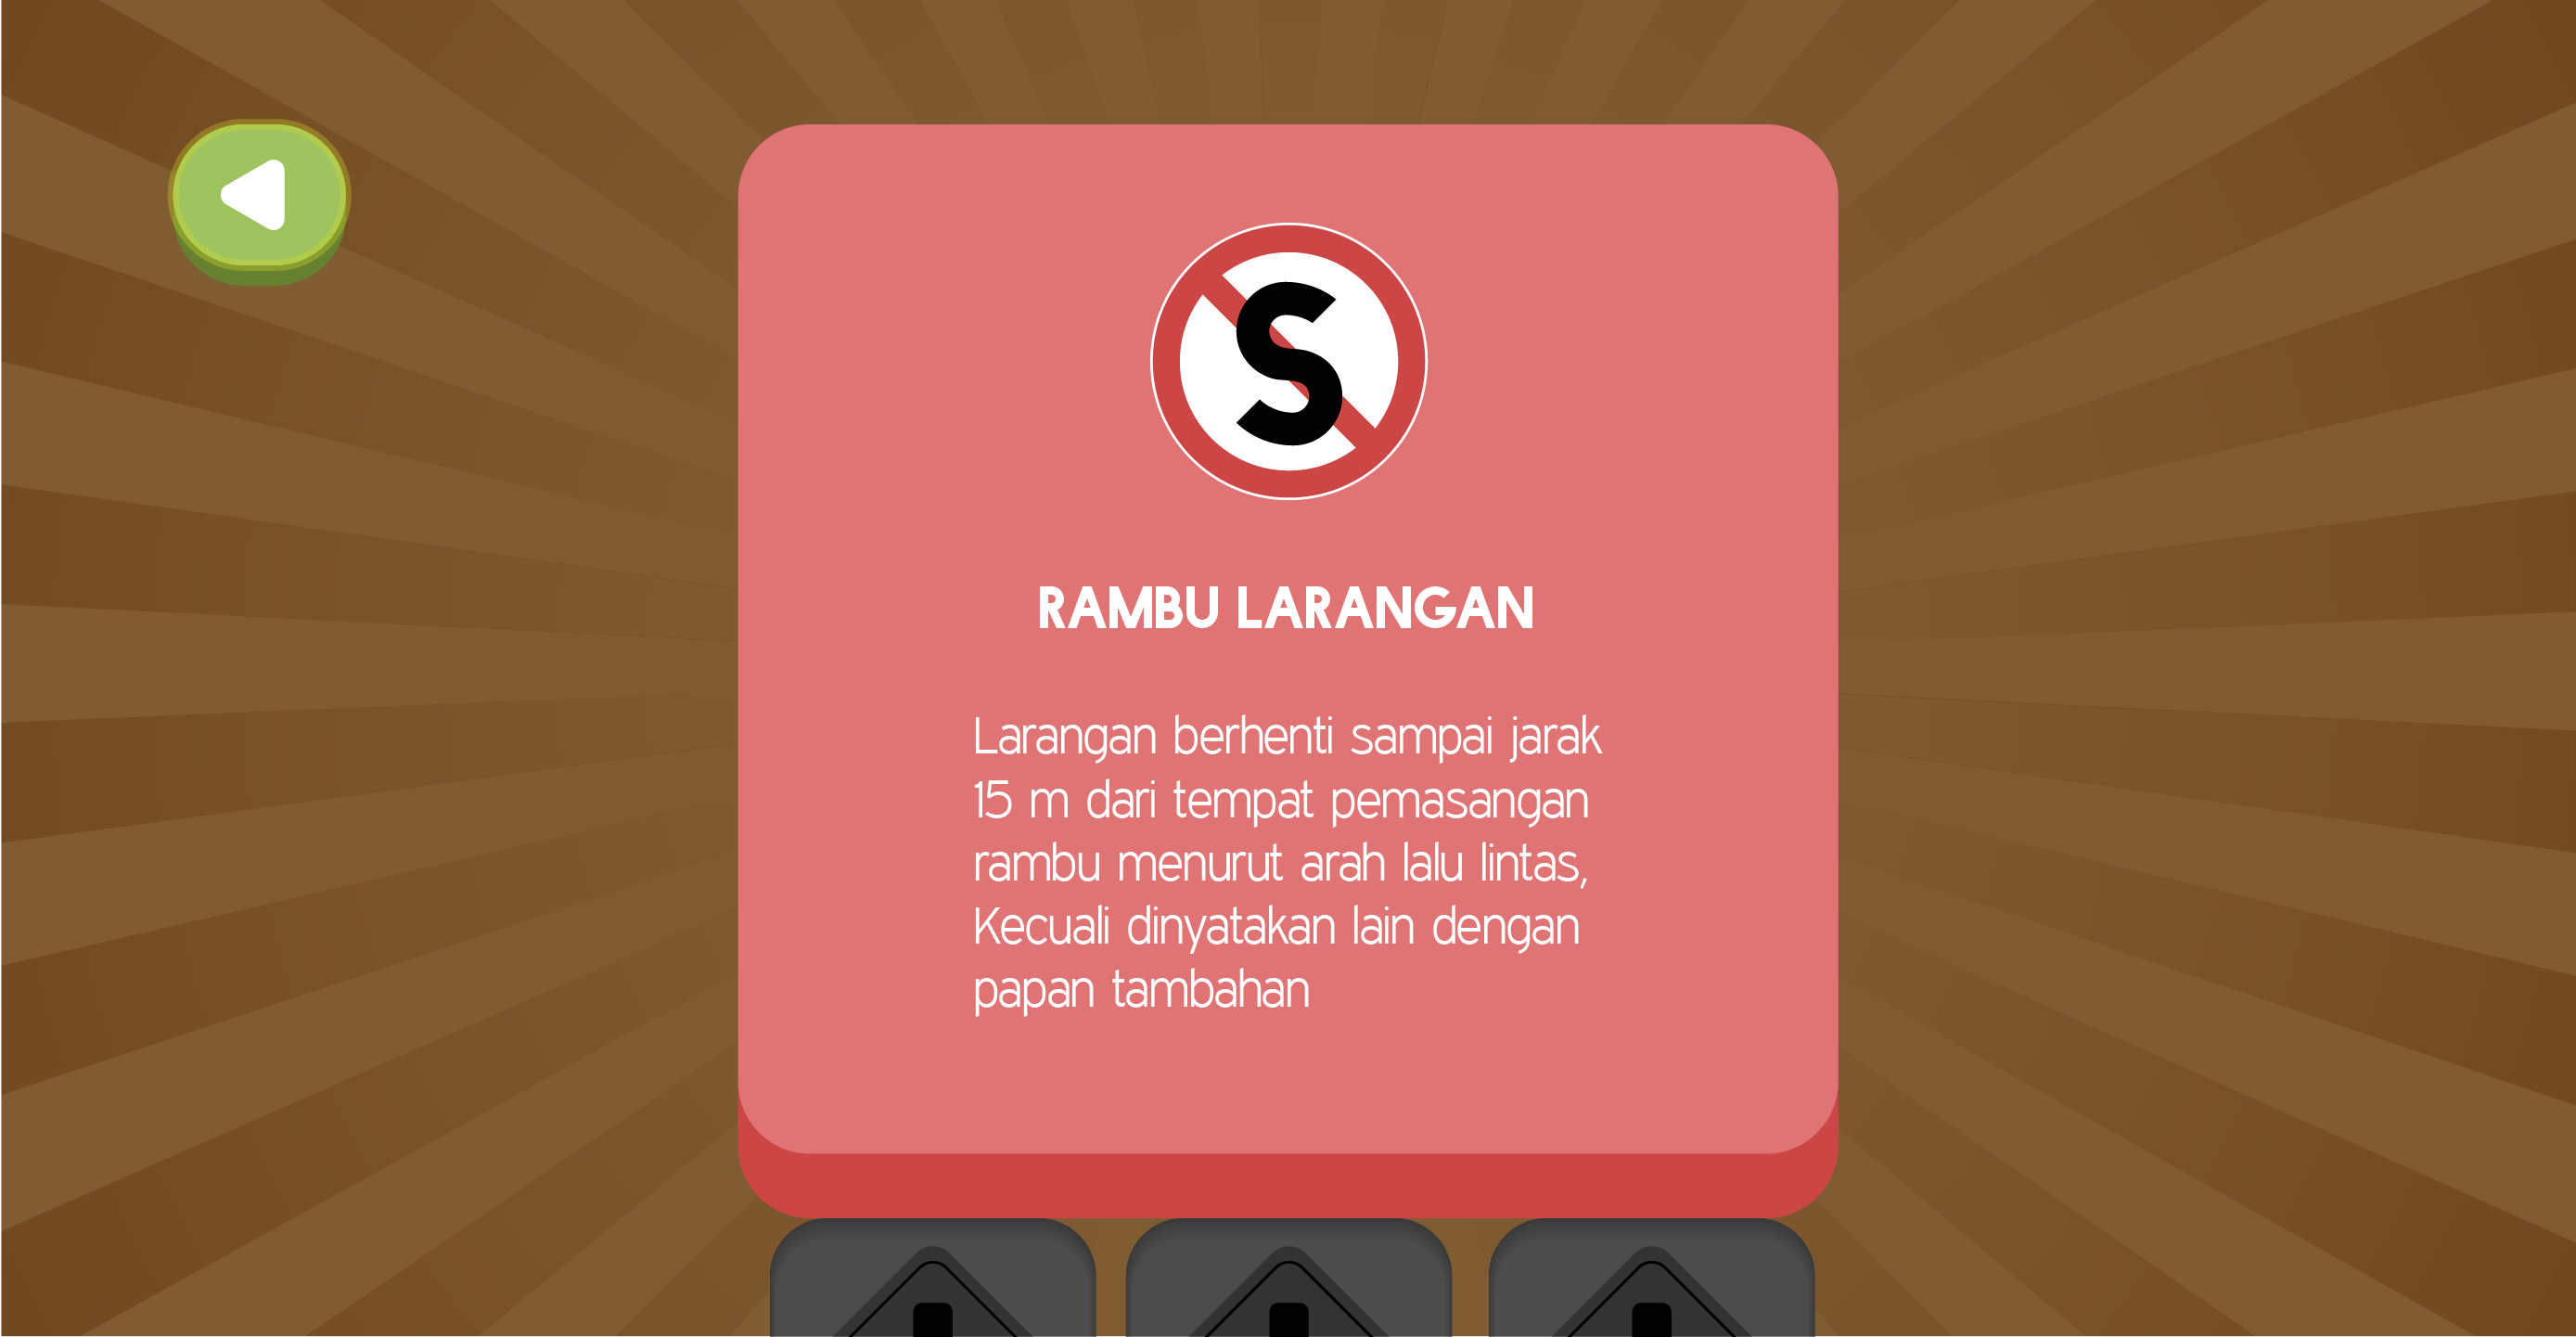 S
RAMBU LARANGAN
Larangan berhenti sampai jarak
15 m dari tempat pemasangan
rambu menurut arah lalu lintas,
Kecuali dinyatakan lain dengan
papan tambahan